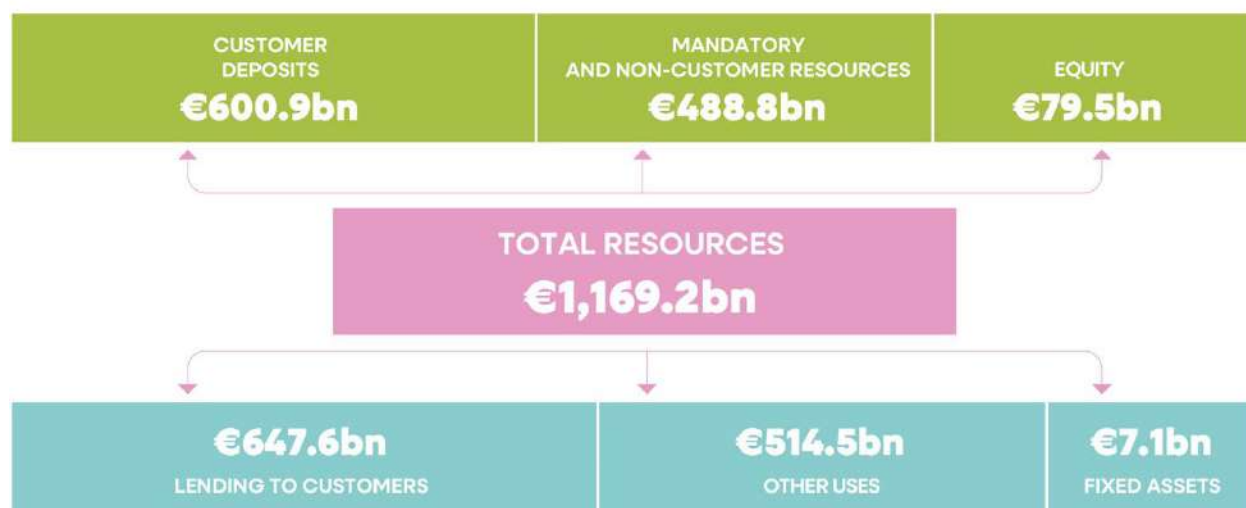 CUSTOMER
DEPOSITS
€600.9bn
MANDATORY
AND NON-CUSTOMER RESOURCES
€488.8bn
EQUITY
€79.5bn
TOTAL RESOURCES
€1,169.2bn
€647.6bn
LENDING TO CUSTOMERS
€514.5bn
OTHER USES
€7.1bn
FIXED ASSETS